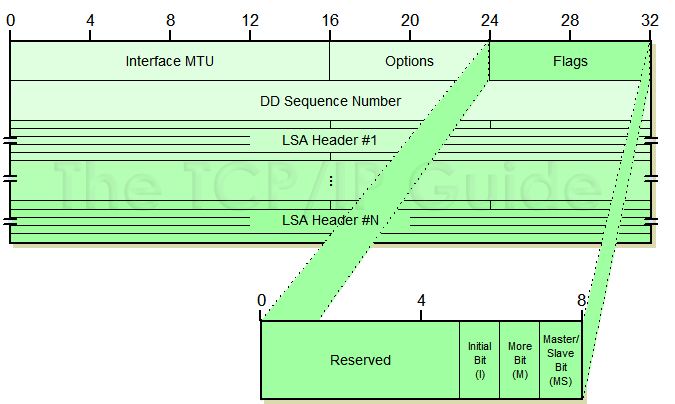 0 4 8 12 16 20 24 28 32
Interface MTU Options Flags
DD Sequence Number
LSA Header #1
The TCP/IP Guide
⋮
LSA Header #N
0 4 8
Reserved
Initial
Bit
(I)
More
Bit
(M)
Master/
Slave
Bit
(MS)